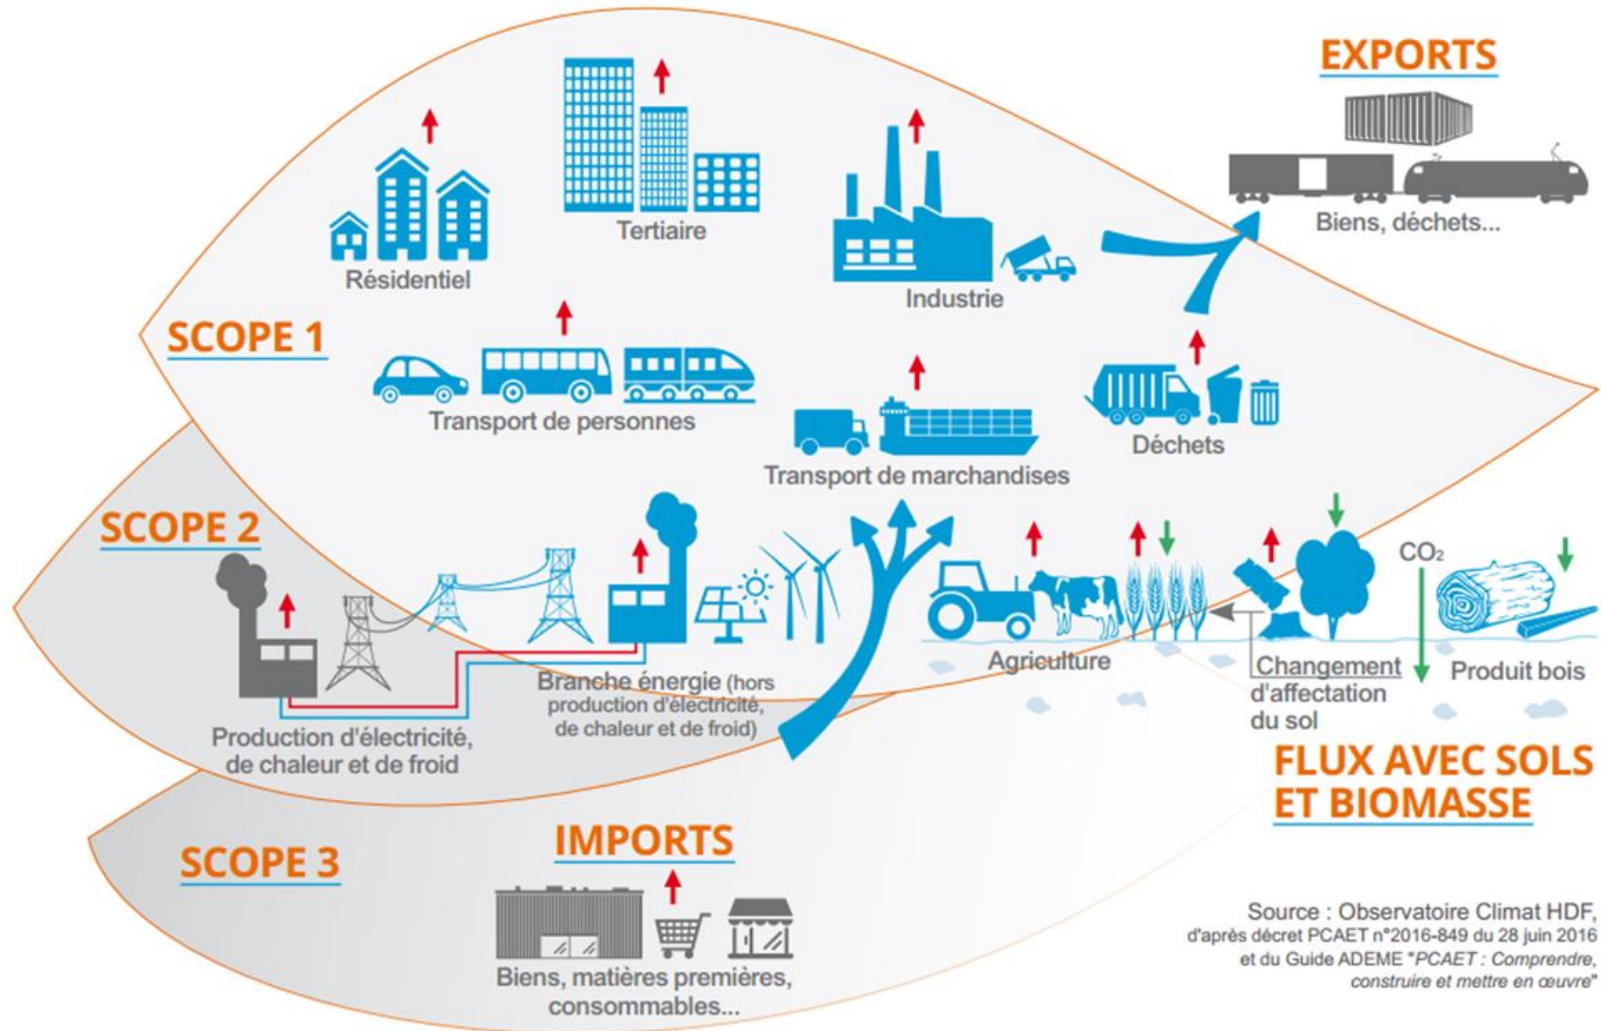 EXPORTS
Biens, déchets...
Tertiaire
Résidentiel
Industrie
SCOPE 1
Transport de personnes
Déchets
Transport de marchandises
SCOPE 2
CO₂
Agriculture
Changement
d'affectation
du sol
Produit bois
Branche énergie (hors
production d'électricité,
de chaleur et de froid)
Production d'électricité,
de chaleur et de froid
FLUX AVEC SOLS
ET BIOMASSE
SCOPE 3
IMPORTS
Biens, matières premières,
consommables...
Source : Observatoire Climat HDF,
d'après décret PCAET n°2016-849 du 28 juin 2016
et du Guide ADEME "PCAET : Comprendre,
construire et mettre en œuvre"